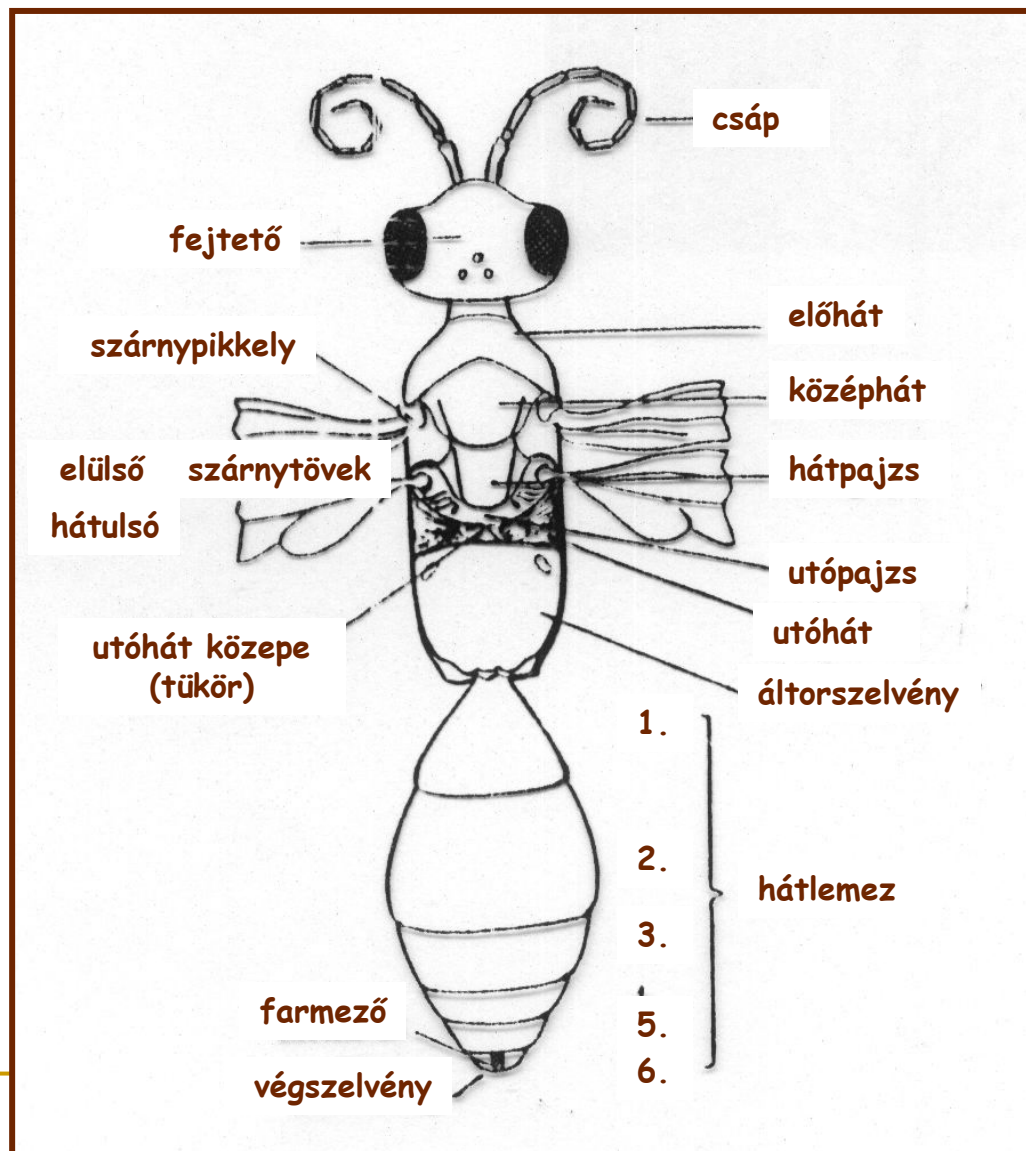 csáp
fejtető
előhát
szárnypikkely
középhát
elülső szárnytövek
hátpajzs
hátulsó
utópajzs
utóhát
utóhát közepe
(tükör)
áltorszelvény
1.
2.
hátlemez
3.
farmező
5.
6.
végszelvény